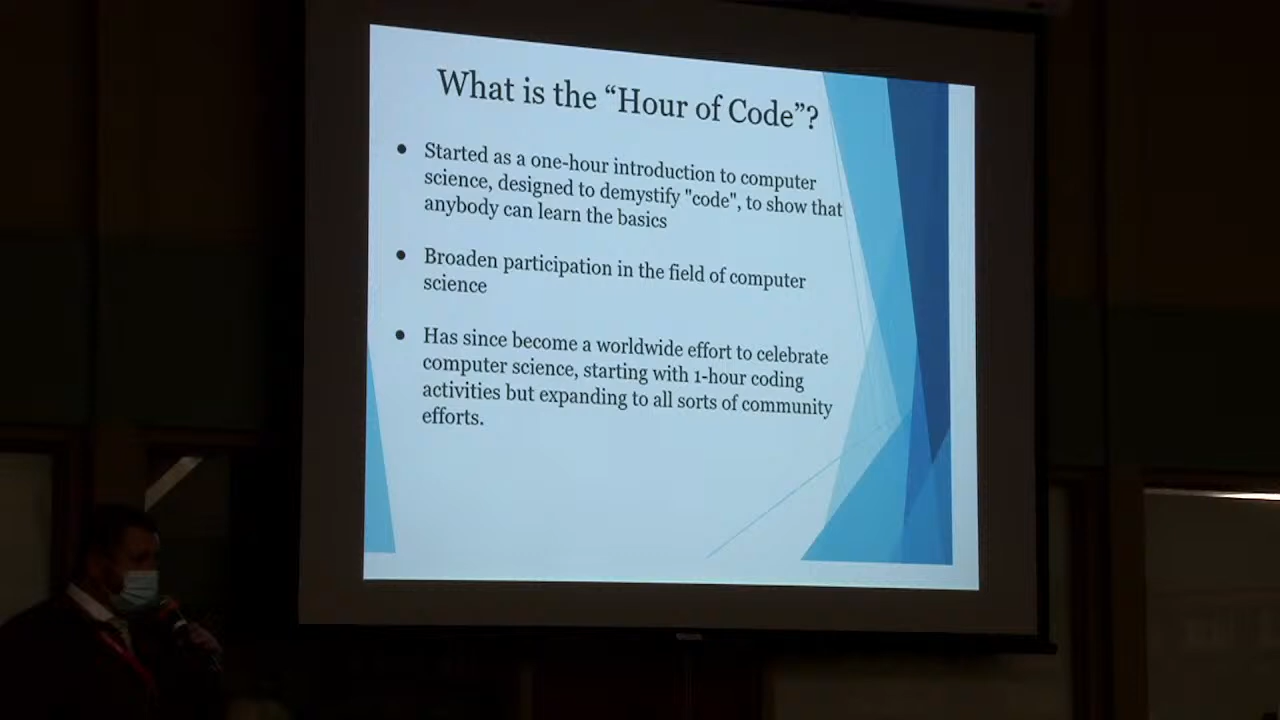 What is the “Hour of Code”?
● Started as a one-hour introduction to computer
science, designed to demystify "code", to show that
anybody can learn the basics
● Broaden participation in the field of computer
science
● Has since become a worldwide effort to celebrate
computer science, starting with 1-hour coding
activities but expanding to all sorts of community
efforts.